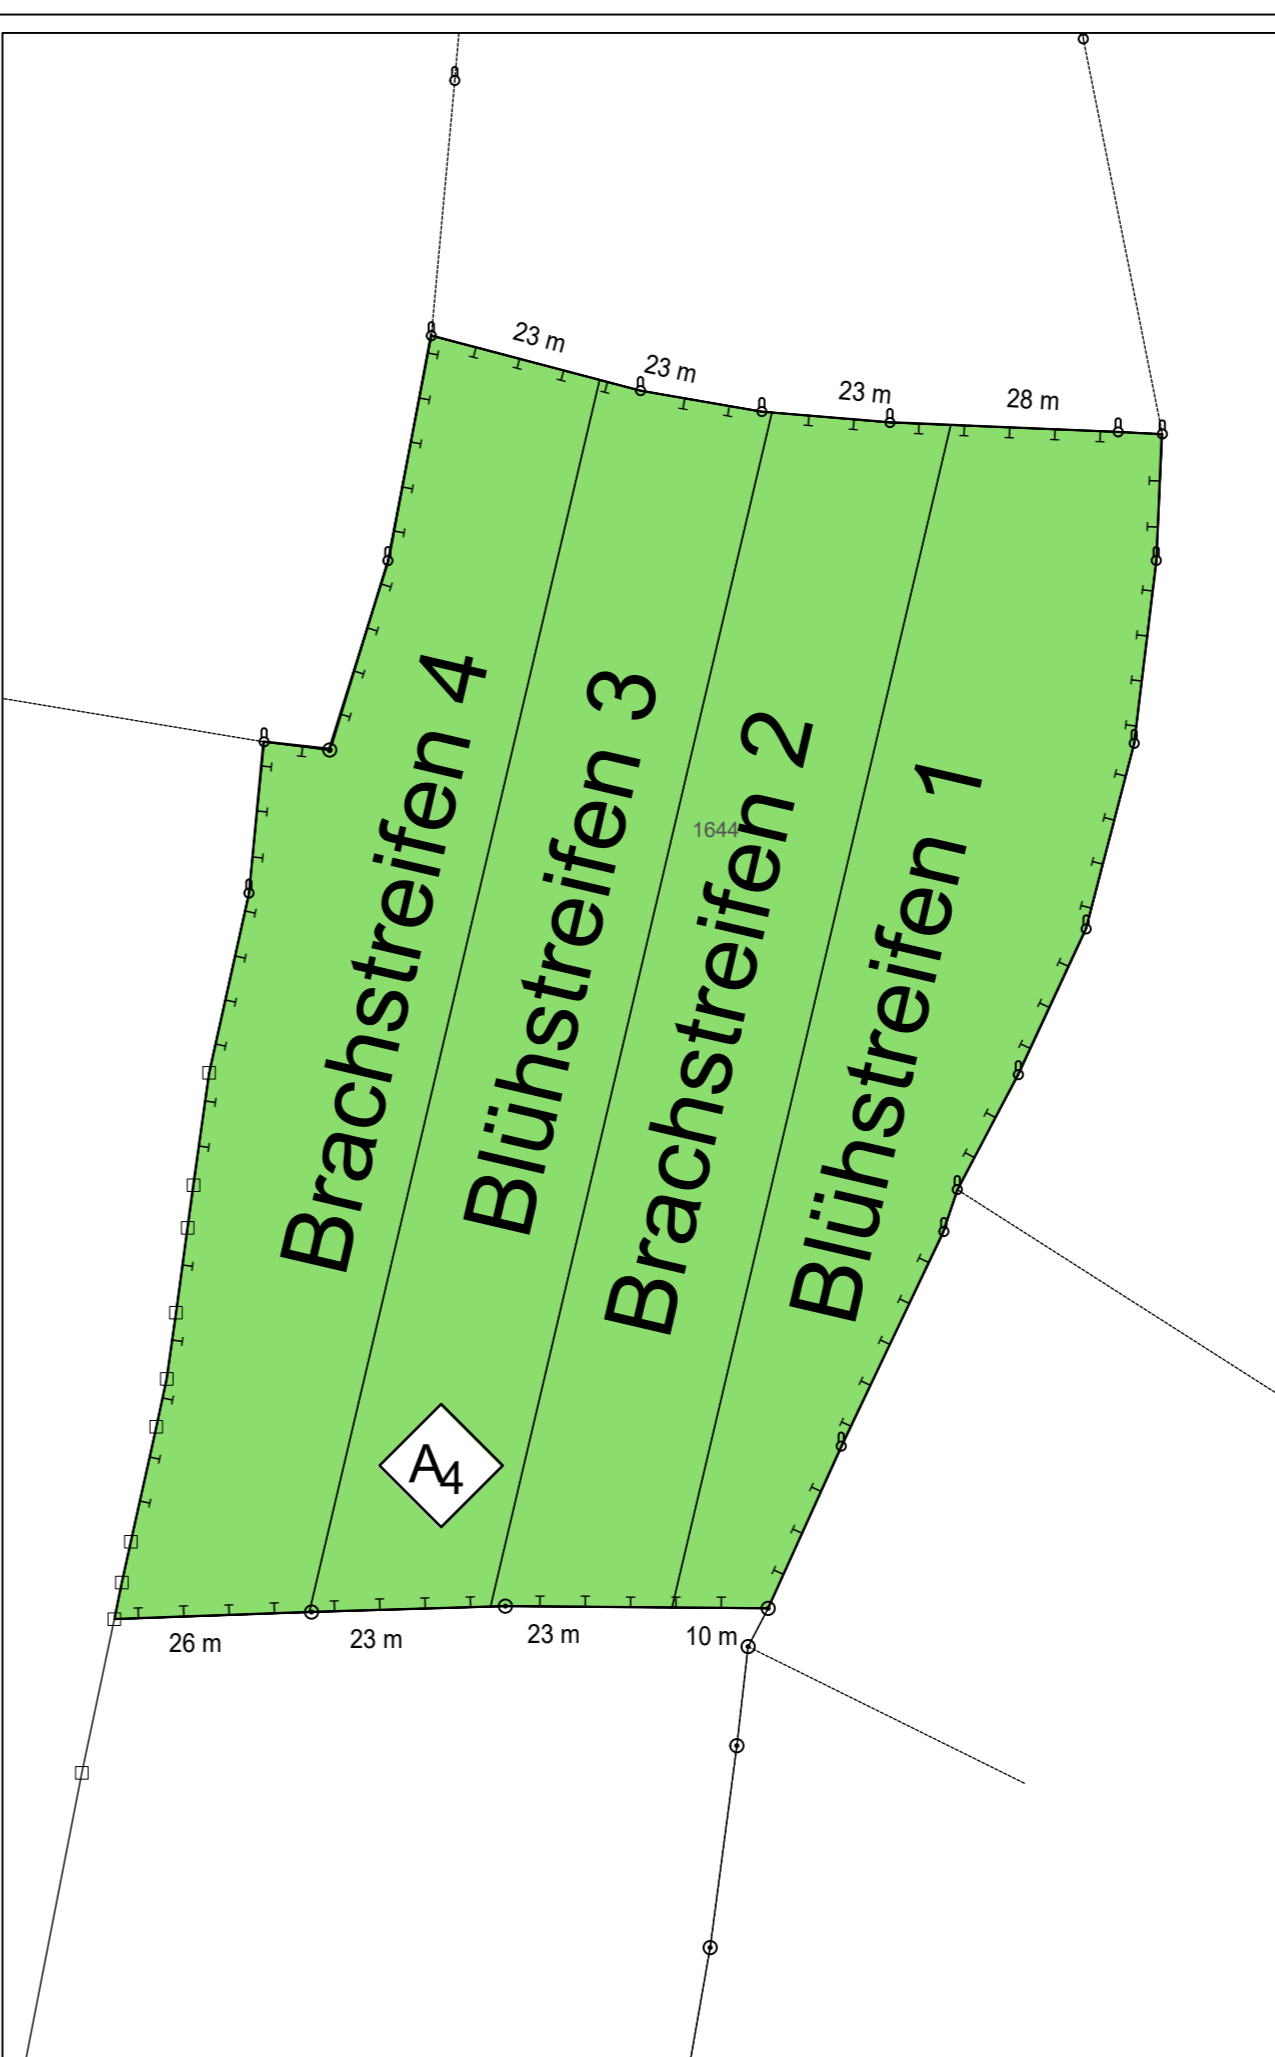 23 m
23 m
23 m
28 m
Brachstreifen 4
Blühstreifen 3
Brachstreifen 2
Blühstreifen 1
1644
A4
26 m
23 m
23 m
10 m